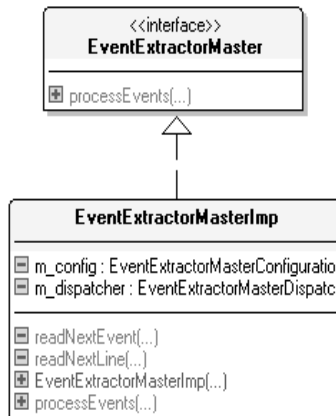 <<interface>>
EventExtractorMaster
processEvents(...)
EventExtractorMasterImp
m_config : EventExtractorMasterConfiguratio
m_dispatcher : EventExtractorMasterDispatc
readNextEvent(...)
readNextLine(...)
EventExtractorMasterImp(...)
processEvents(...)